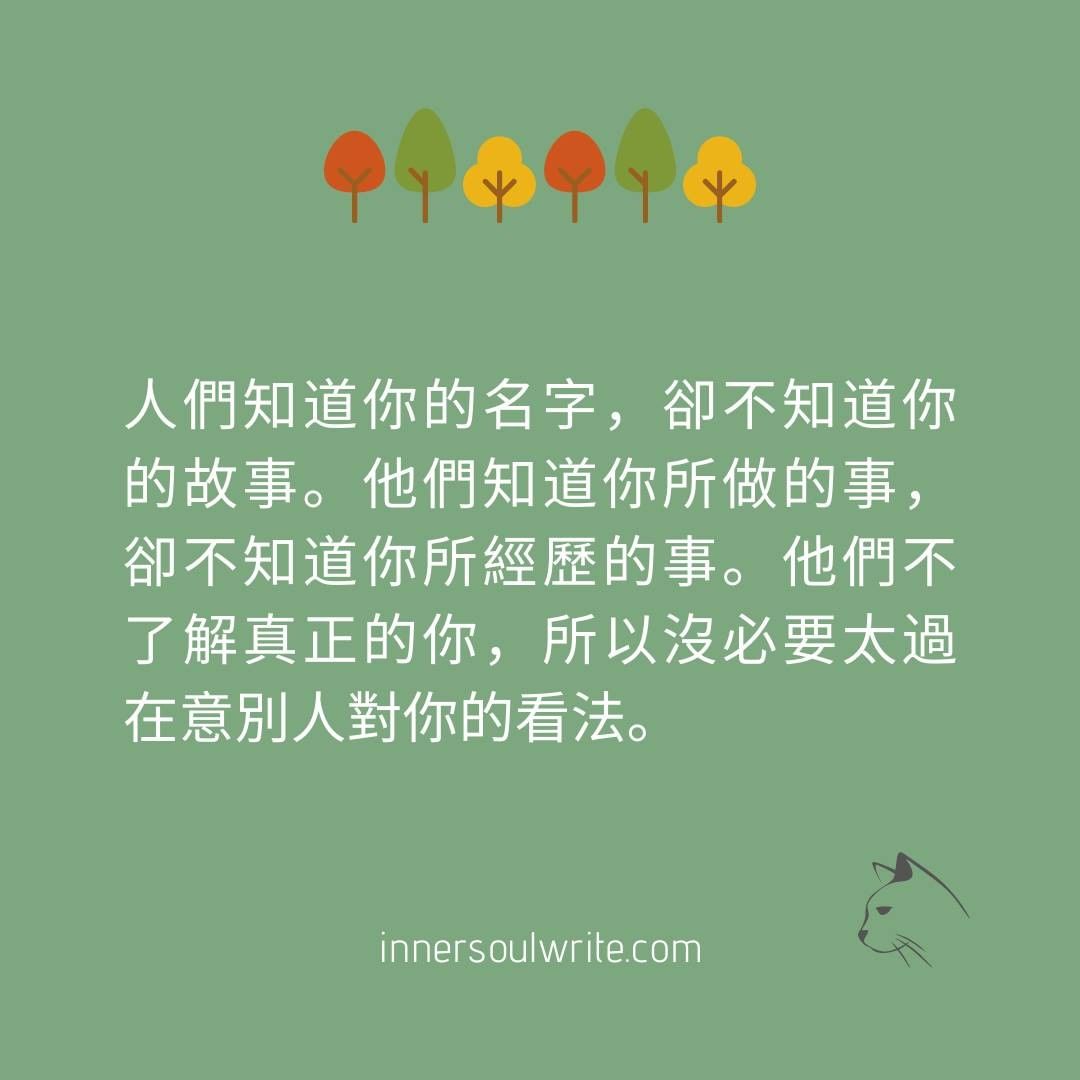 人們知道你的名字，卻不知道你
的故事。他們知道你所做的事，
卻不知道你所經歷的事。他們不
了解真正的你，所以沒必要太過
在意別人對你的看法。
innersoulwrite.com